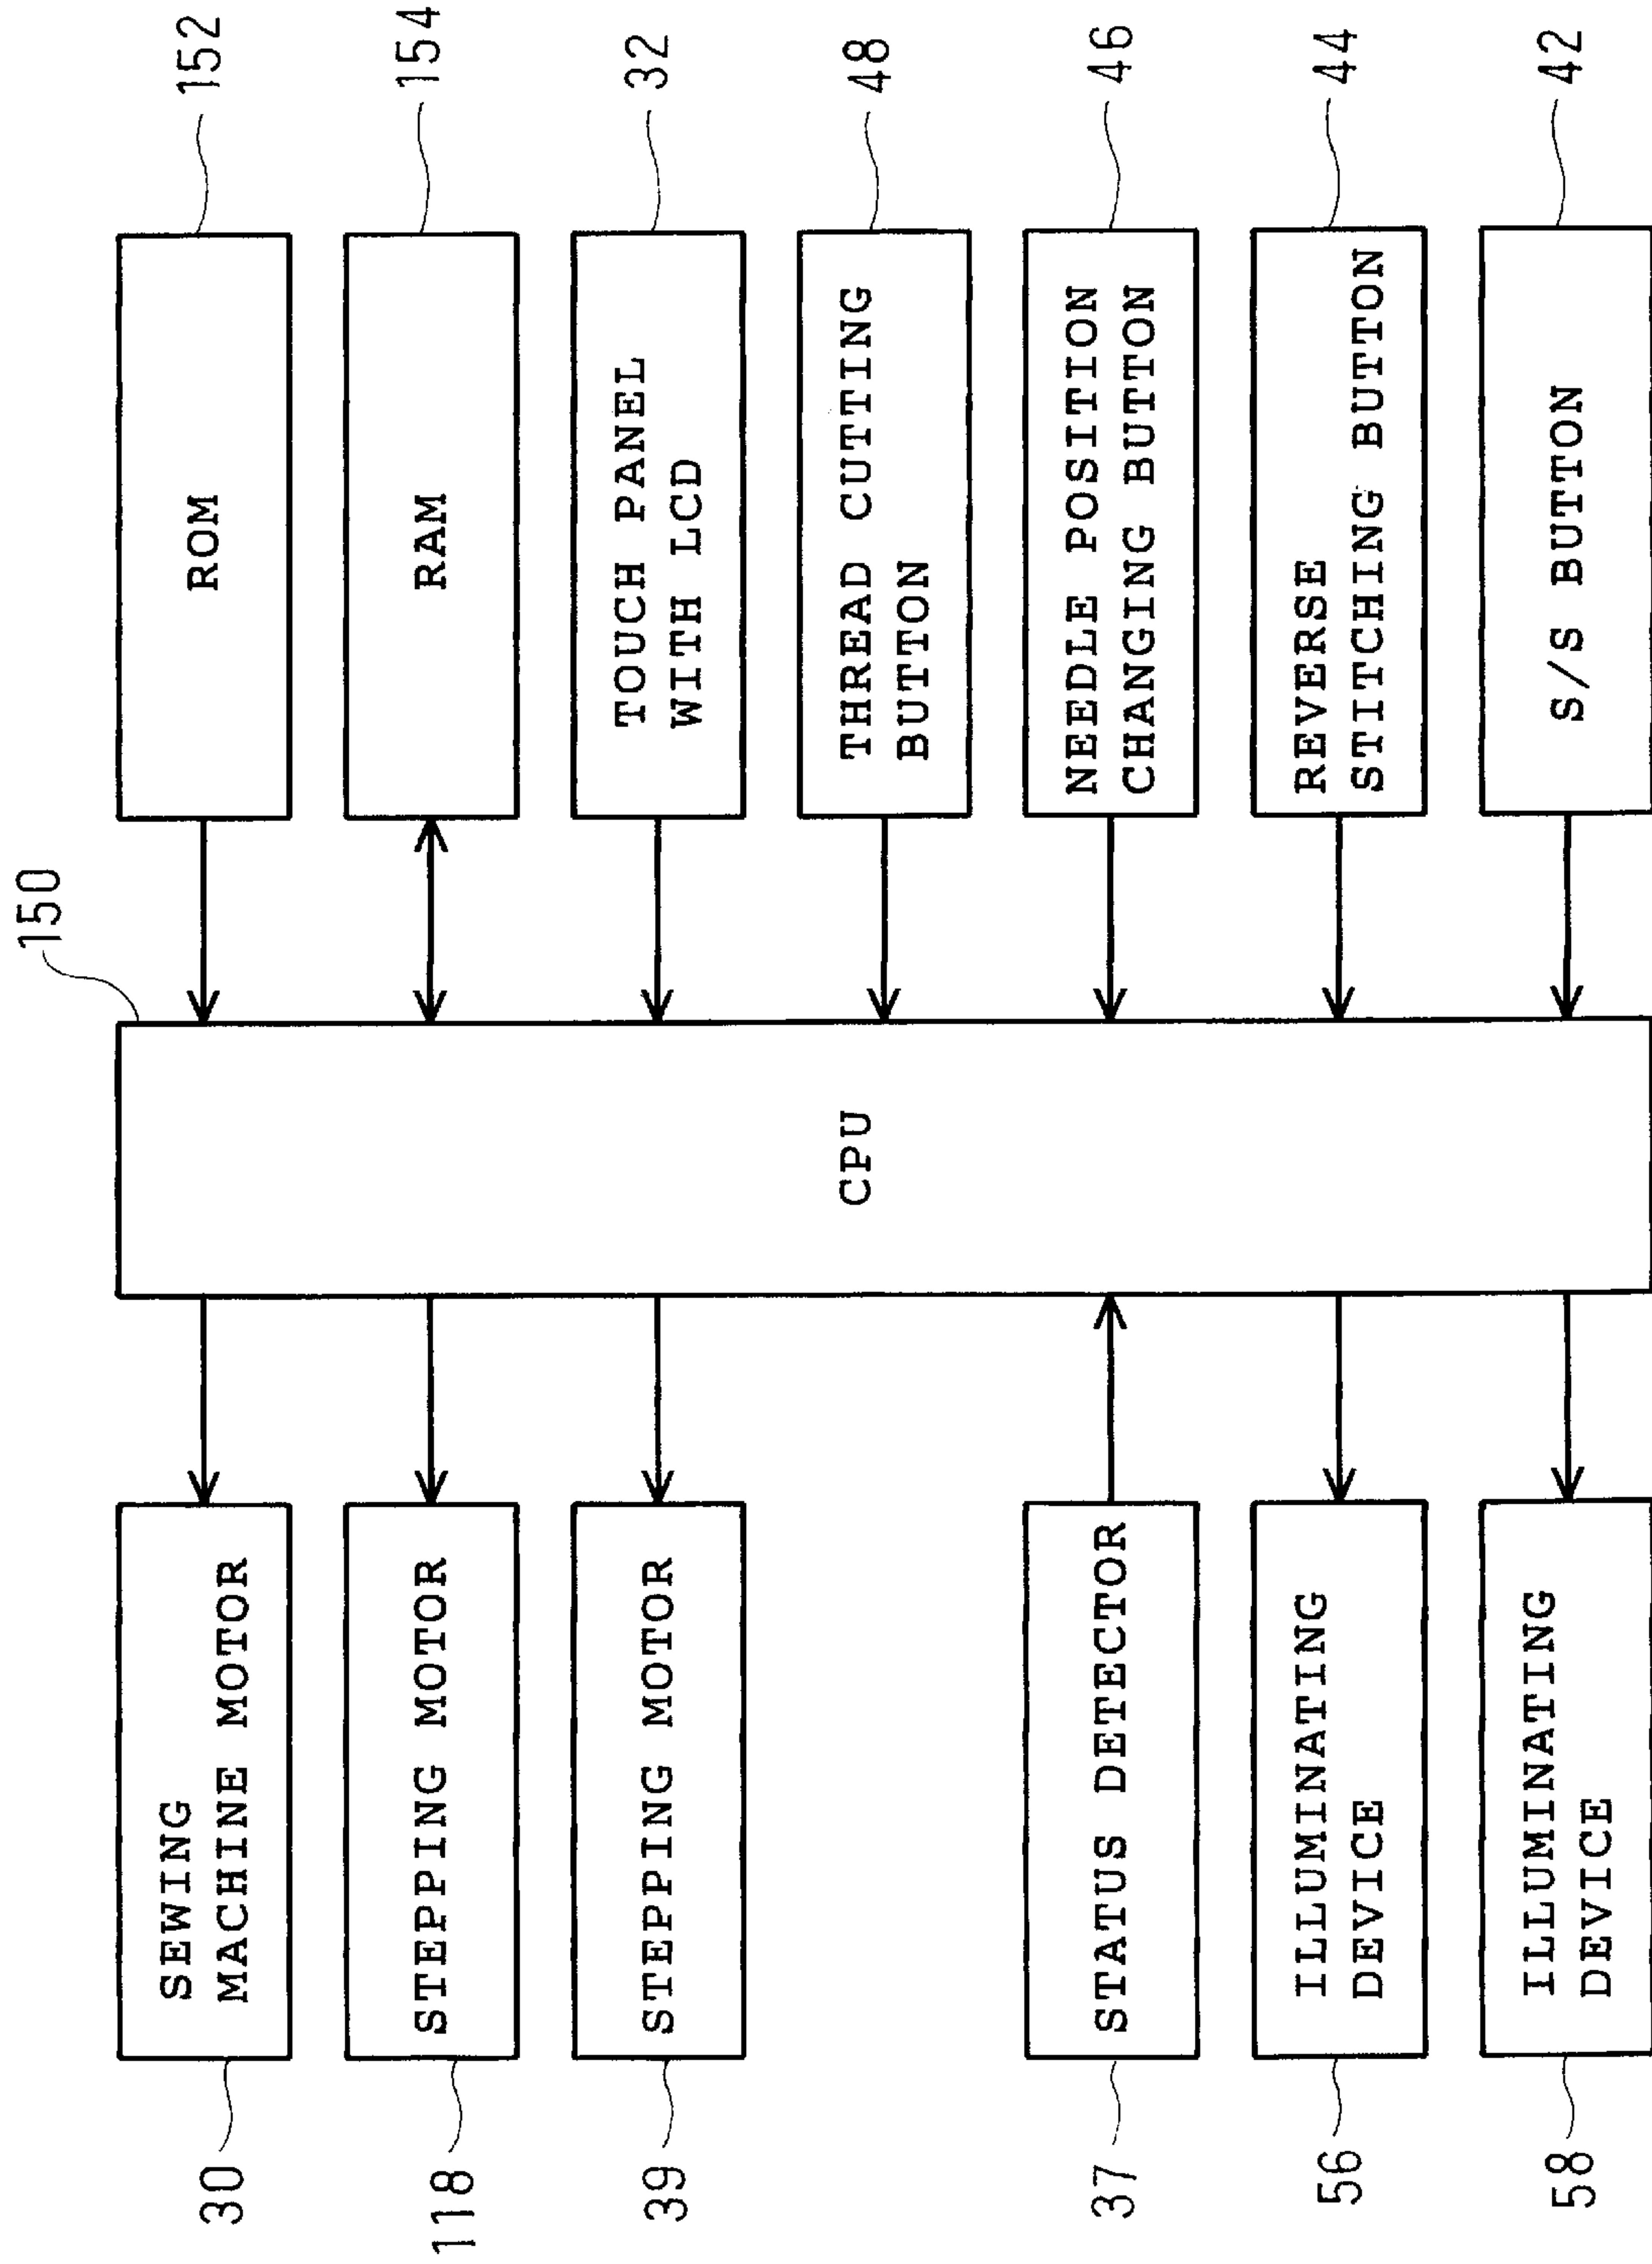 150
30
SEWING
MACHINE MOTOR
118
STEPPING MOTOR
39
STEPPING MOTOR
37
STATUS DETECTOR
56
ILLUMINATING
DEVICE
58
ILLUMINATING
DEVICE
CPU
ROM
152
RAM
154
TOUCH PANEL
WITH LCD
32
THREAD CUTTING
BUTTON
48
NEEDLE POSITION
CHANGING BUTTON
46
REVERSE
STITCHING BUTTON
44
S/S BUTTON
42